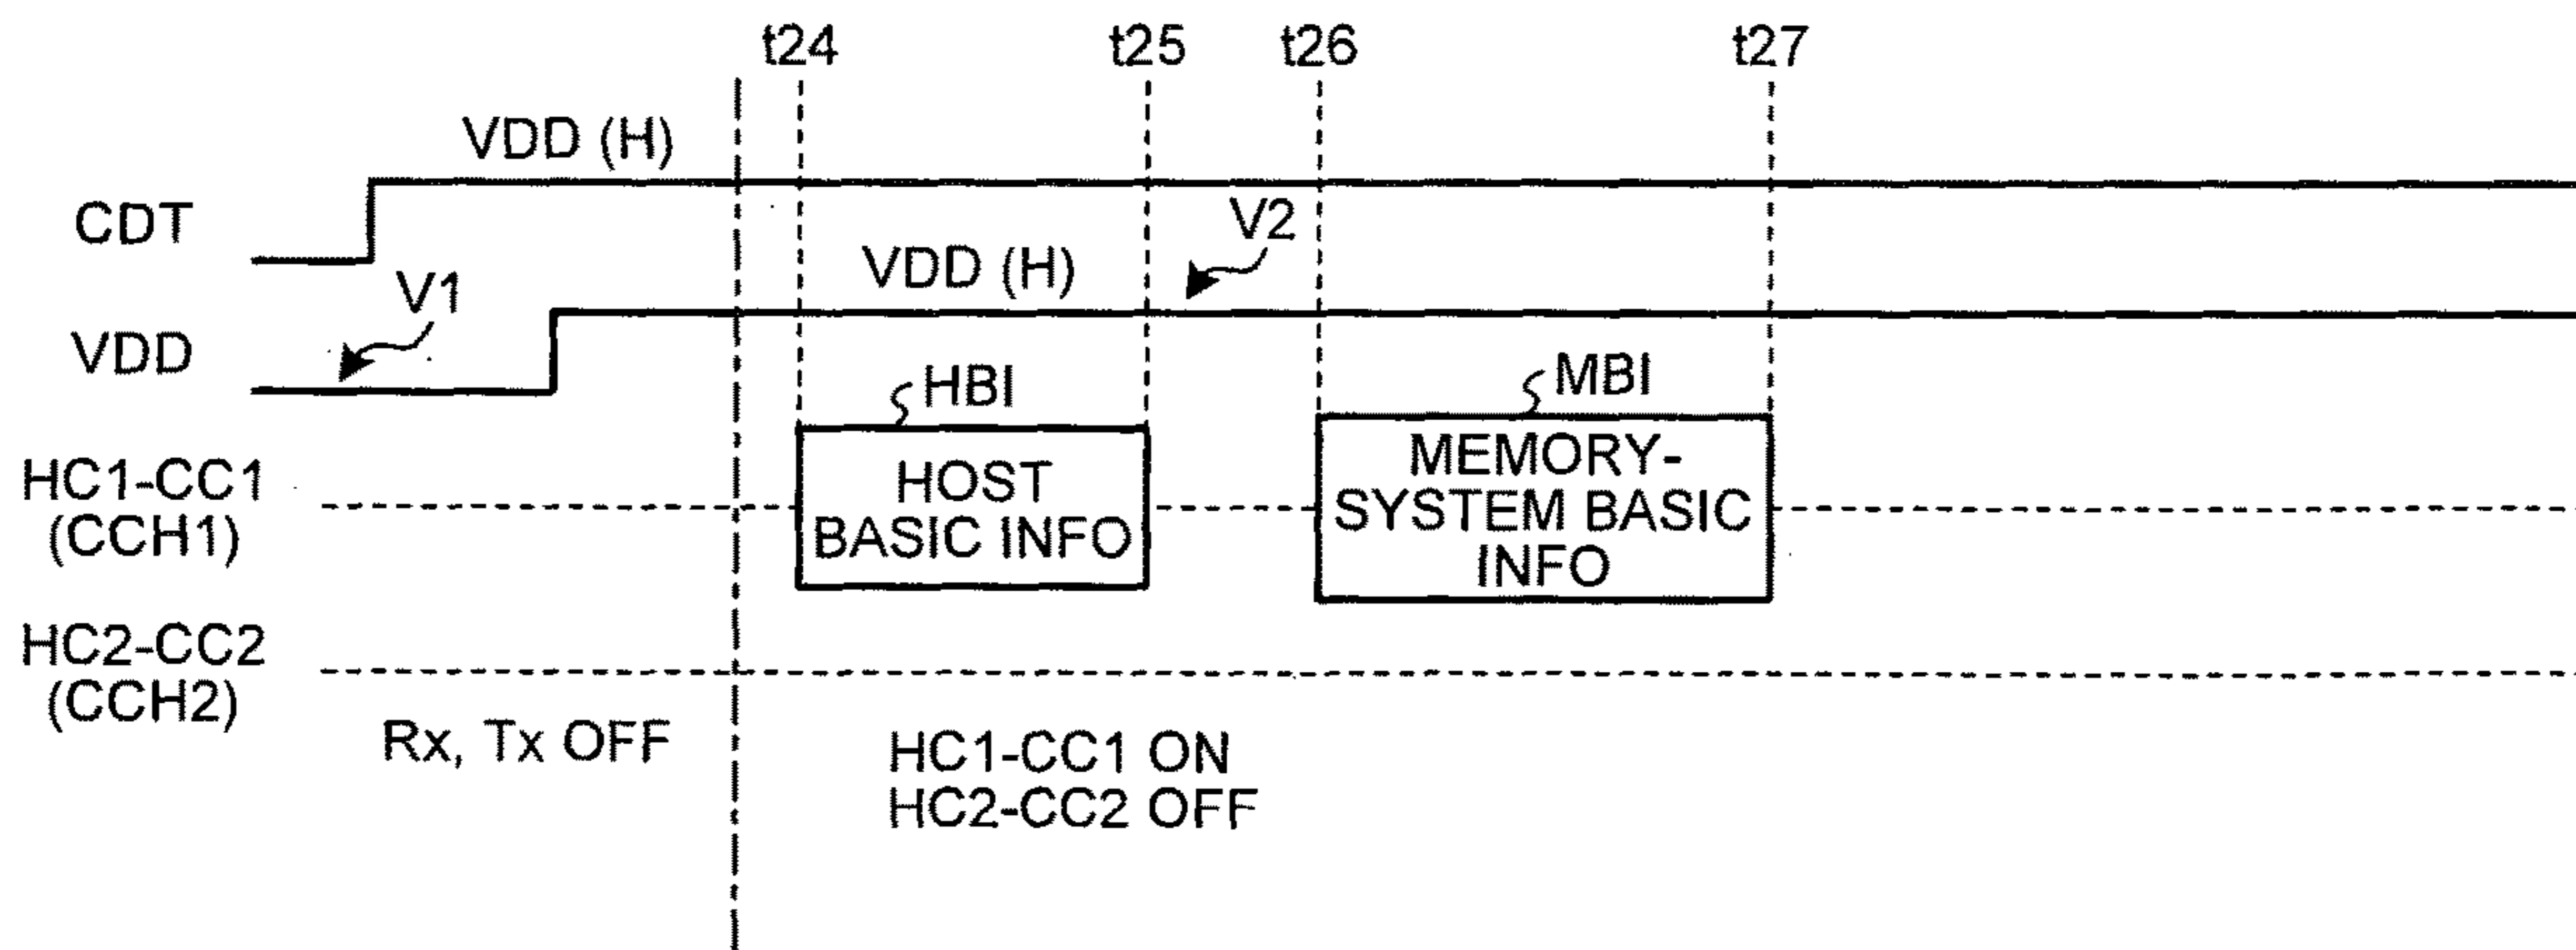 t24 t25 t26 t27
VDD (H)
CDT
V2
VDD (H)
V1
VDD
HBI
MBI
HC1-CC1
(CCH1)
HOST
BASIC INFO
MEMORY-
SYSTEM BASIC
INFO
HC2-CC2
(CCH2)
Rx, Tx OFF
HC1-CC1 ON
HC2-CC2 OFF